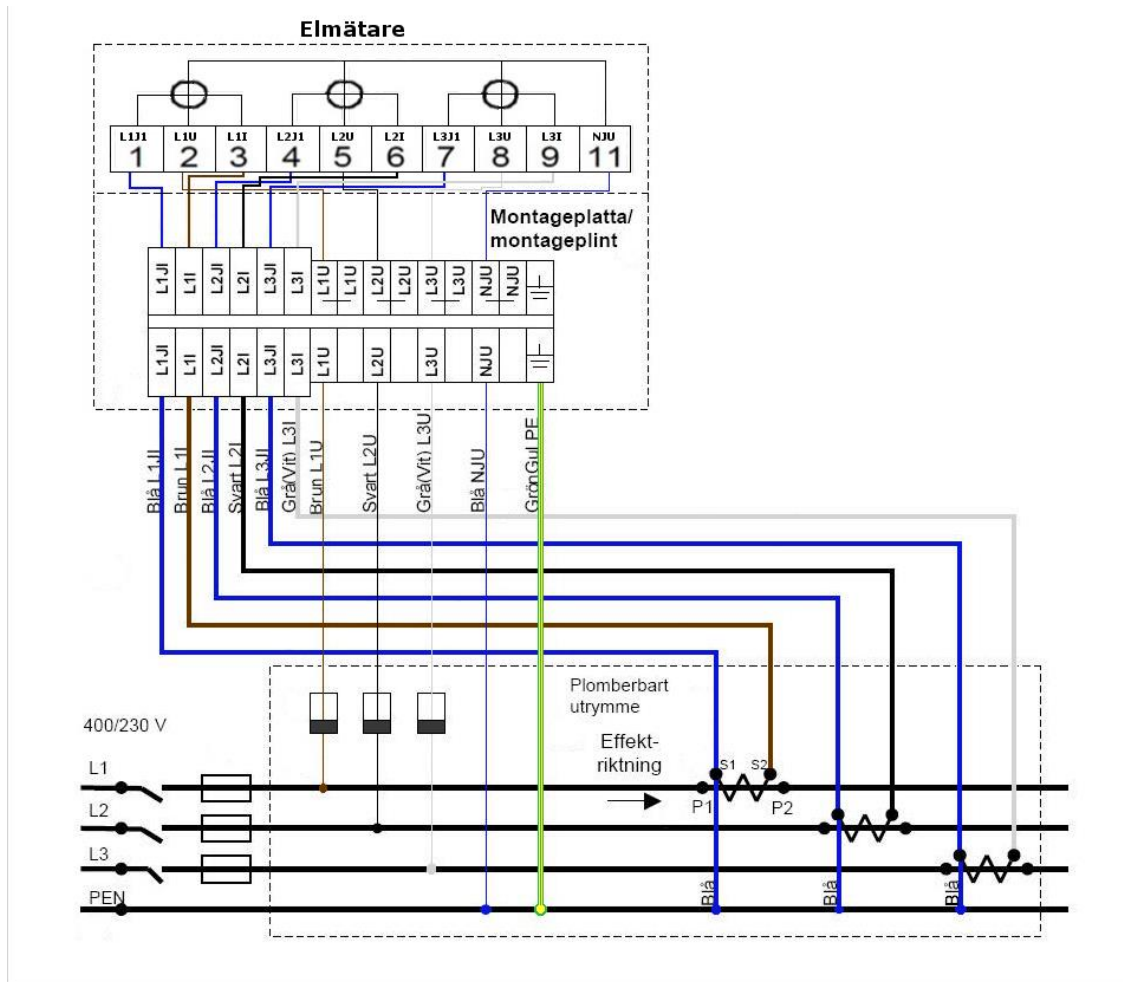 Elmätare
L1J1 L1U L1I L2J1 L2U L2I L3J1 L3U L3I NJU
1 2 3 4 5 6 7 8 9 11
Montageplatta/
montageplint
L1JI L1I L2JI L2I L3JI L3I L1U L1U L2U L2U L3U L3U NJU NJU
L1JI L1I L2JI L2I L3JI L3I L1U L2U L3U NJU
Blå L1JI
Brun L1I
Blå L2JI
Svart L2I
Blå L3JI
Grå(Vit) L3I
Brun L1U
Svart L2U
Grå(Vit) L3U
Blå NJU
GrönGul PE
Plomberbart
utrymme
400/230 V
Effekt-
riktning
L1
S1 S2
P1 P2
L2
L3
PEN
Blå Blå Blå